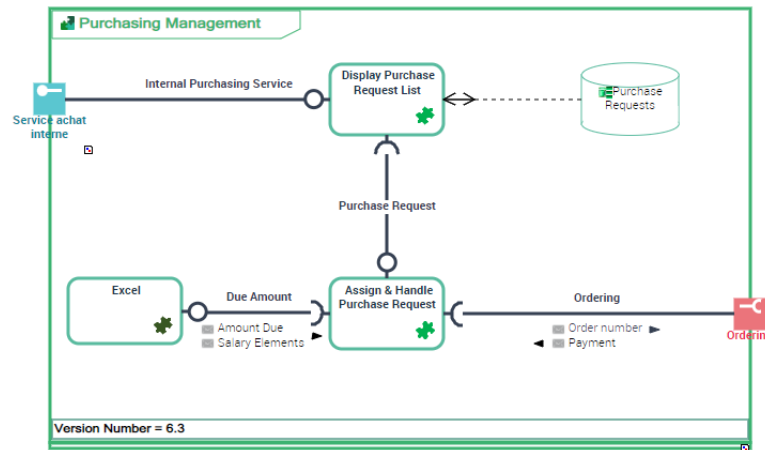 Purchasing Management
Internal Purchasing Service
Display Purchase
Request List
Purchase
Requests
Service achat
interne
Purchase Request
Excel
Due Amount
Assign & Handle
Purchase Request
Ordering
Amount Due
Salary Elements
Order number
Payment
Orderin
Version Number = 6.3